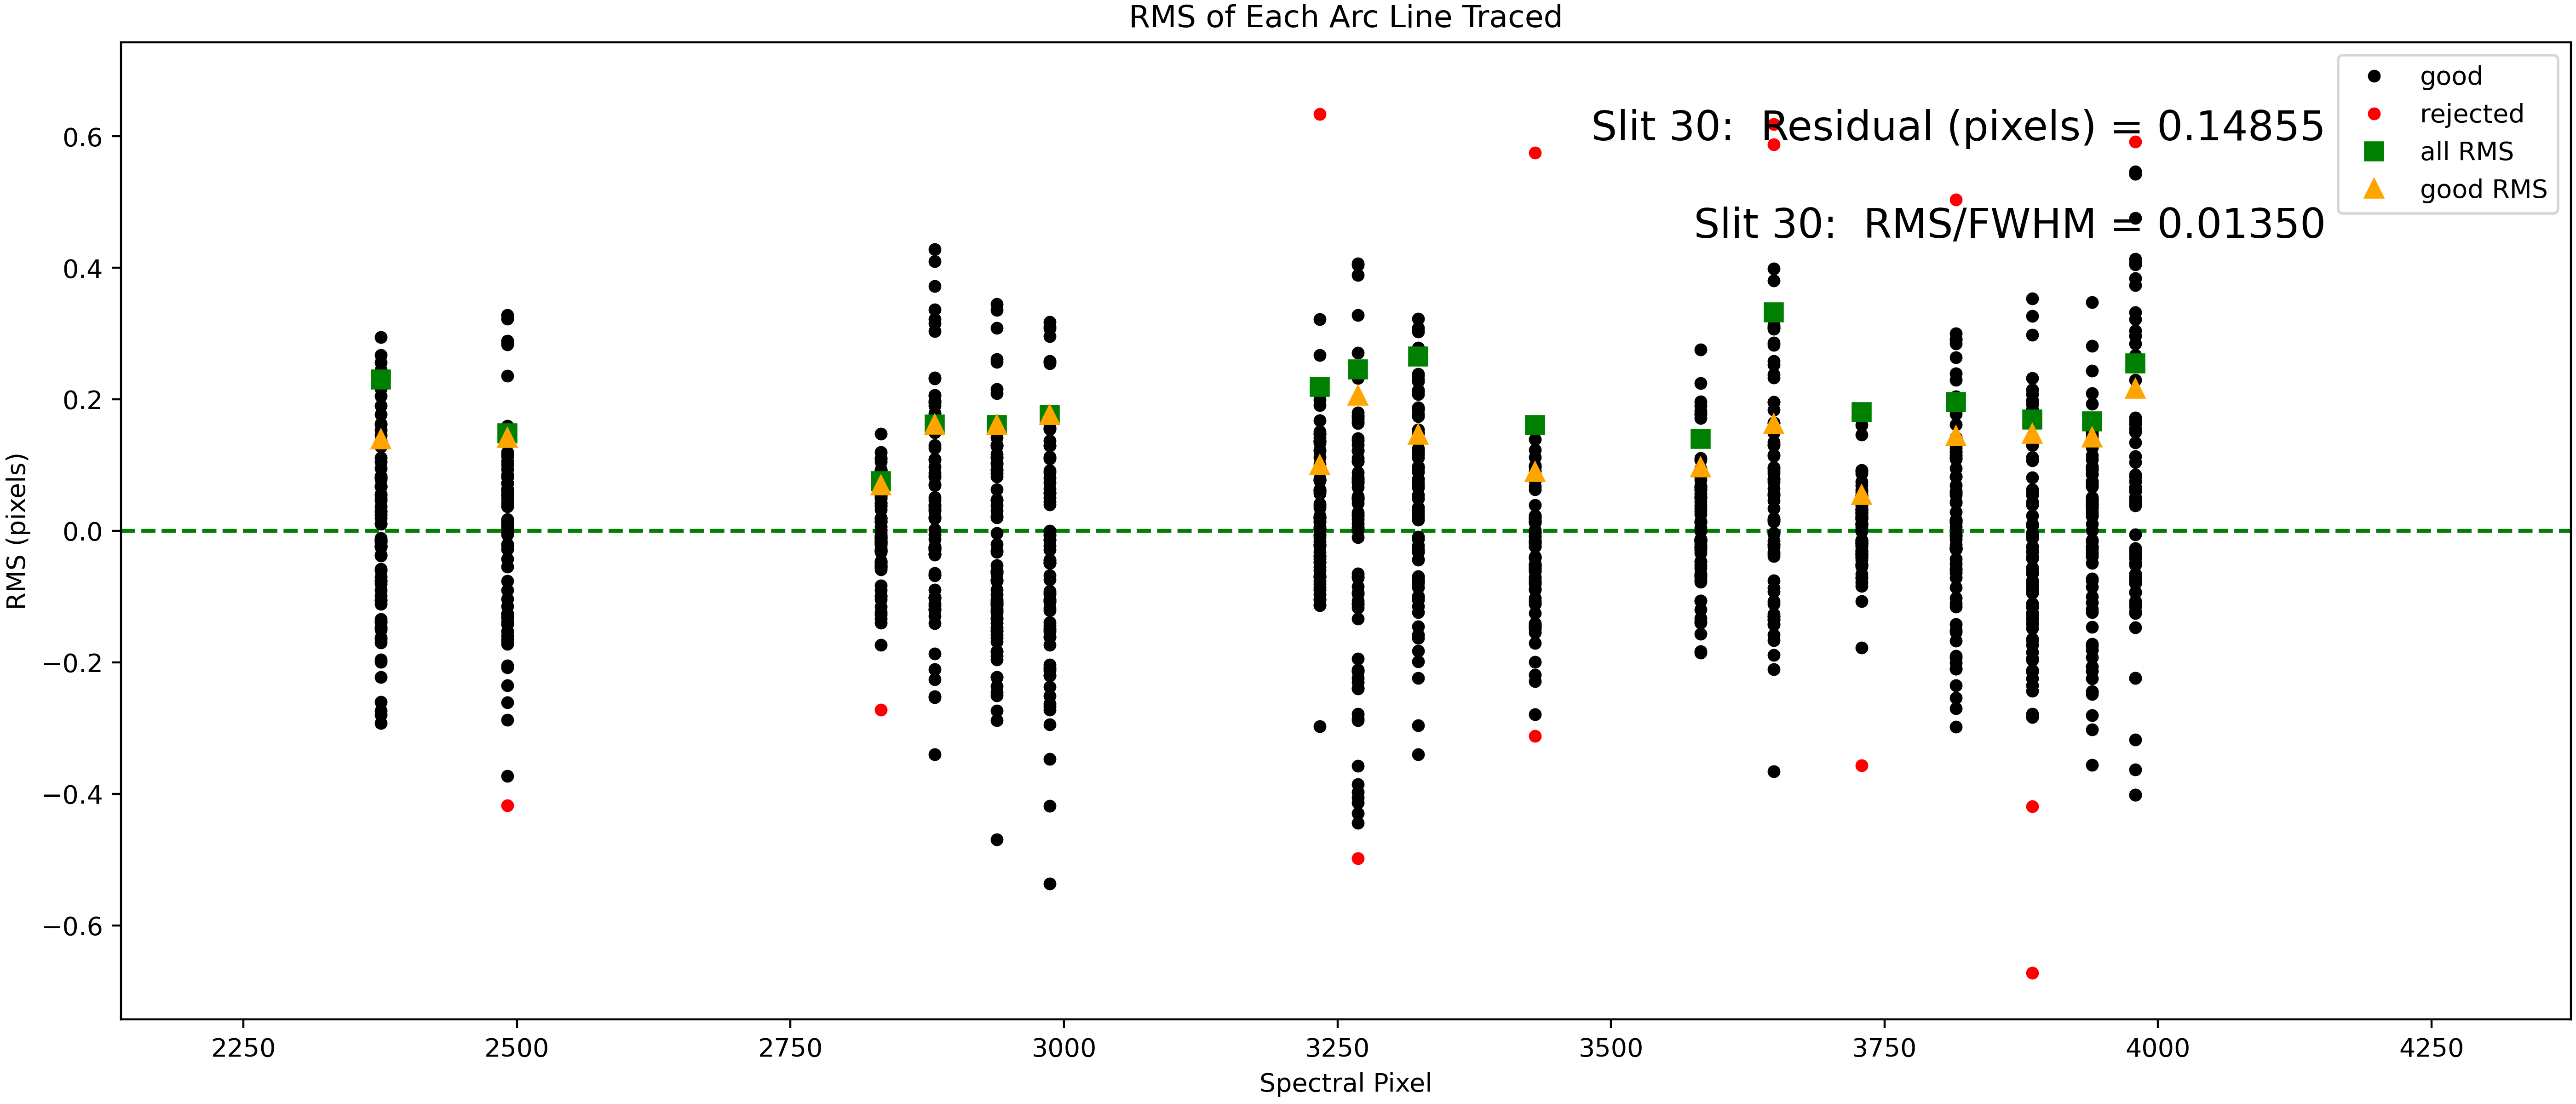 RMS of Each Arc Line Traced
good
rejected
all RMS
good RMS
Slit 30:  Residual (pixels) = 0.14855
Slit 30:  RMS/FWHM = 0.01350
RMS (pixels)
0.6
0.4
0.2
0.0
−0.2
−0.4
−0.6
2250 2500 2750 3000 3250 3500 3750 4000 4250
Spectral Pixel